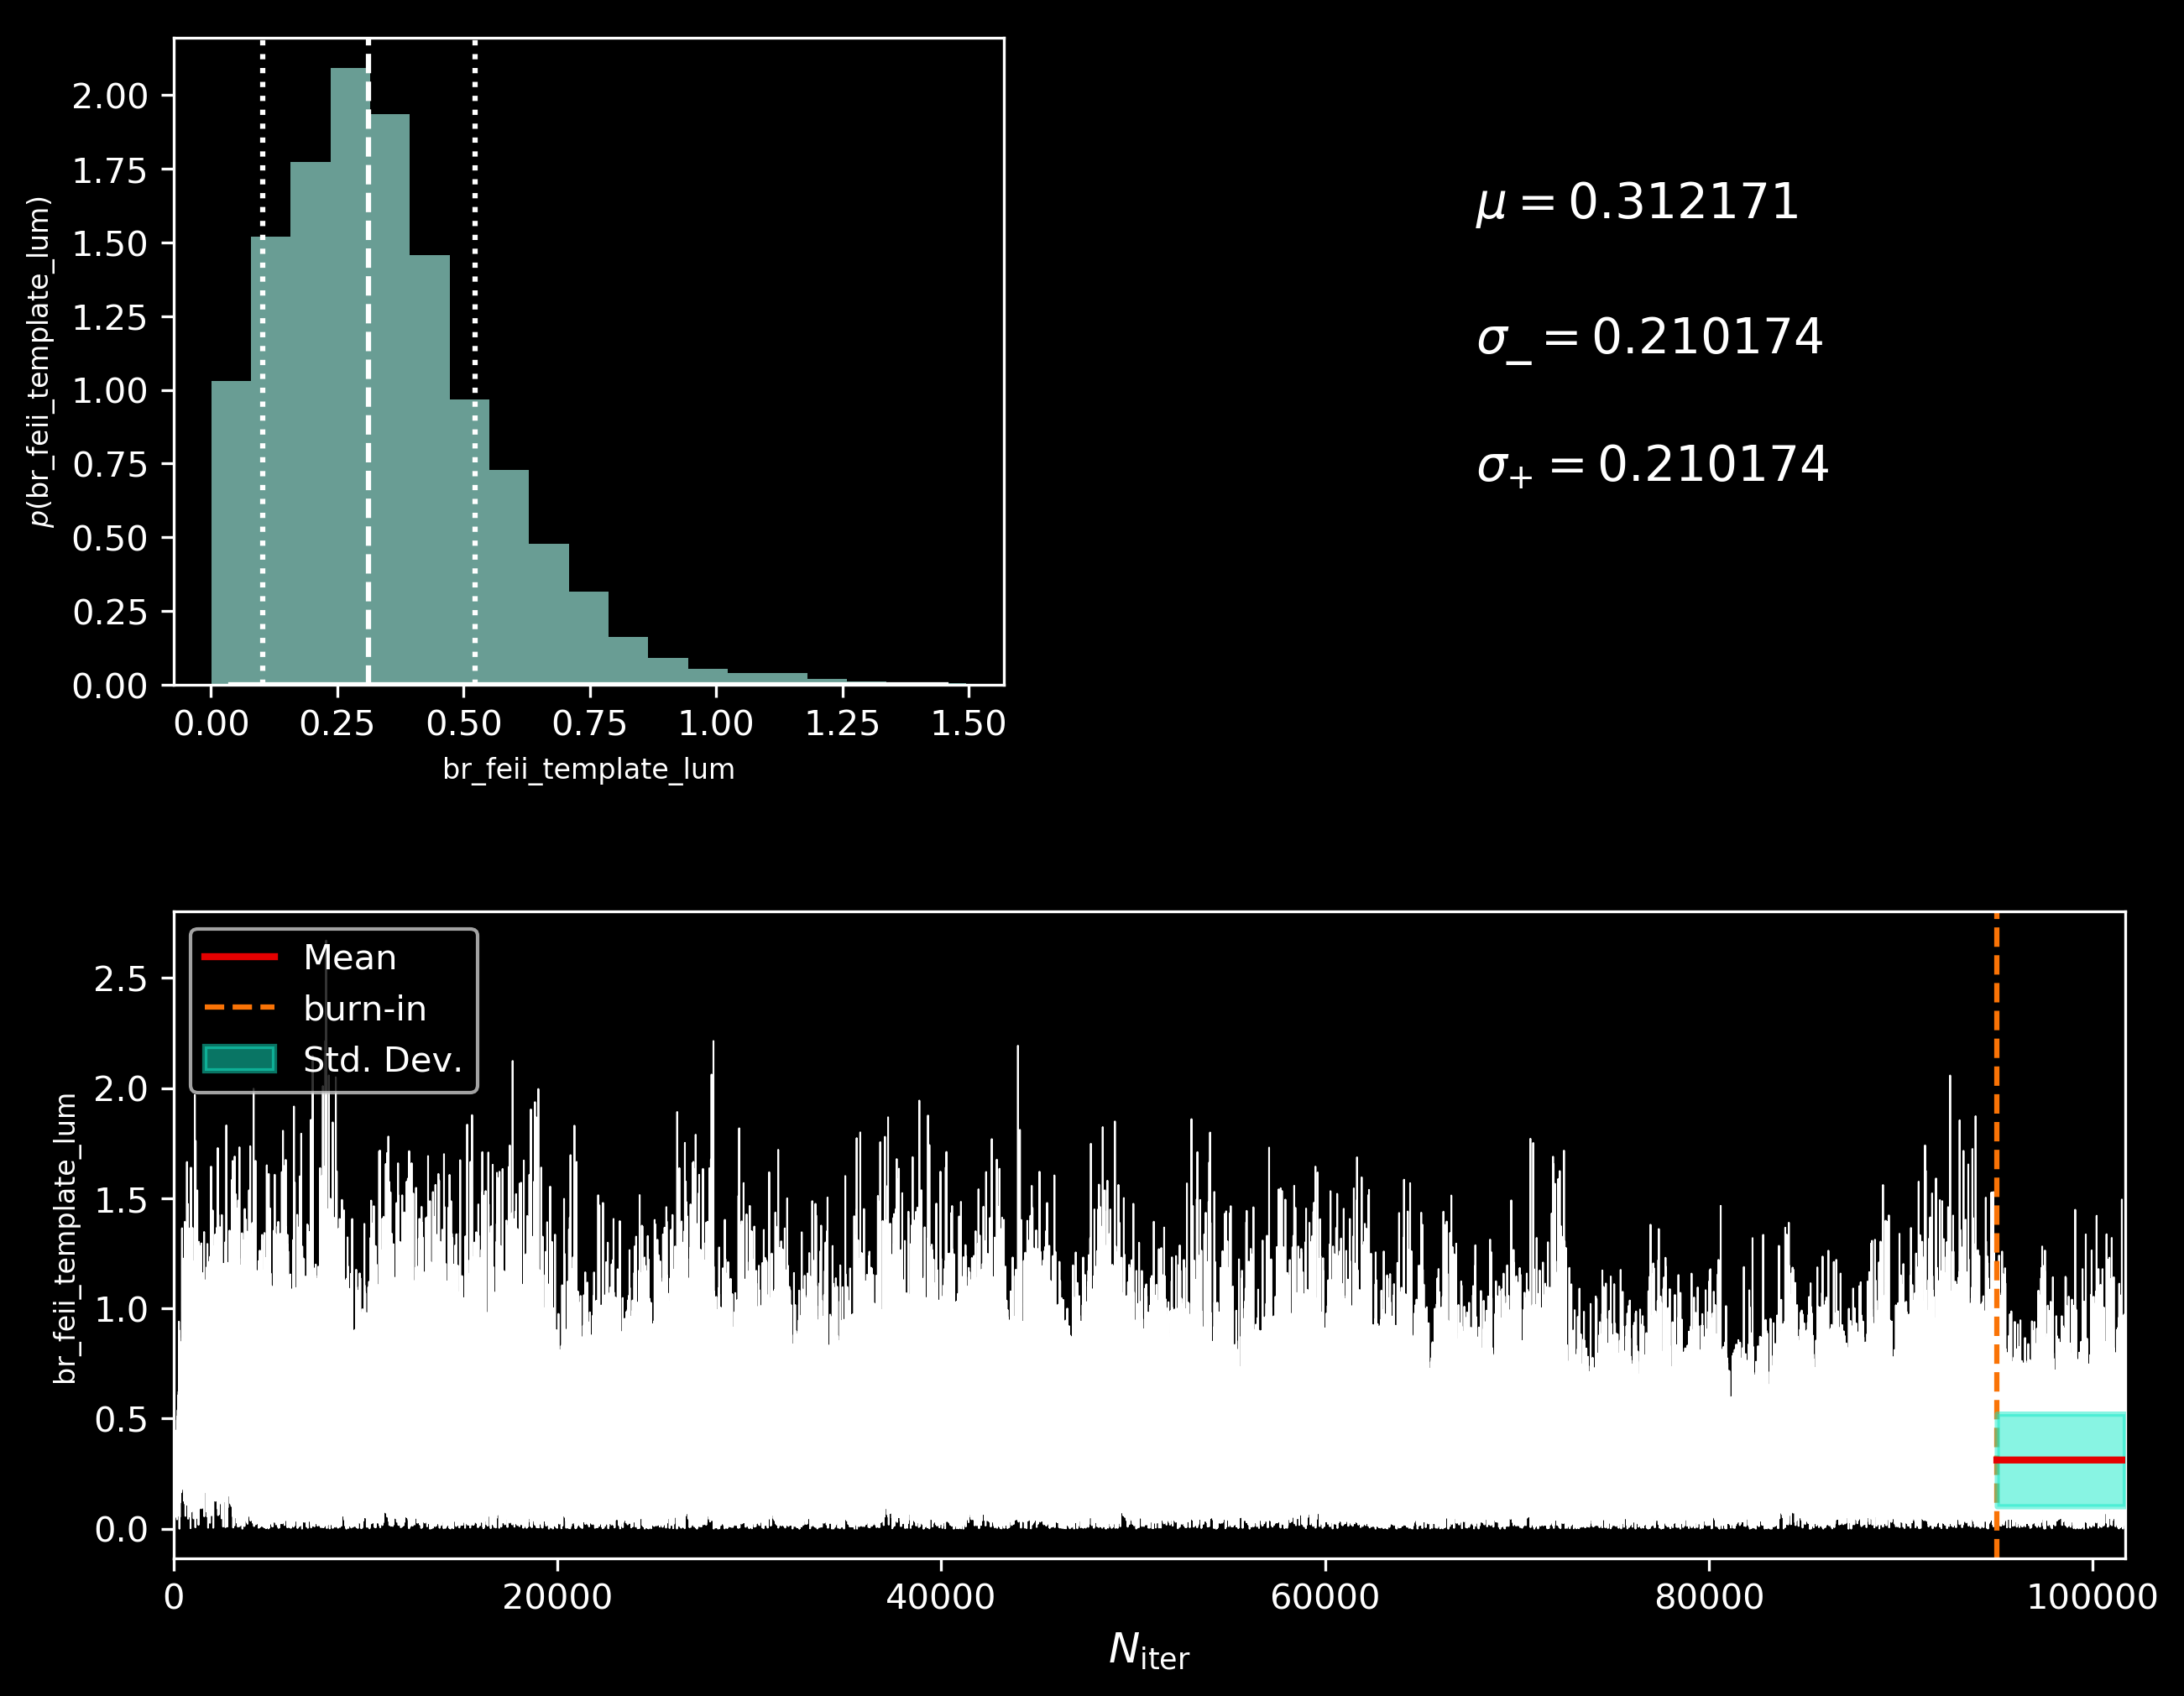 2.00
1.75
1.50
1.25
1.00
0.75
0.50
0.25
0.00
p(br_feii_template_lum)
0.00 0.25 0.50 0.75 1.00 1.25 1.50
br_feii_template_lum
μ = 0.312171
σ_ = 0.210174
σ+ = 0.210174
Mean
burn-in
Std. Dev.
2.5
2.0
1.5
1.0
0.5
0.0
br_feii_template_lum
0 20000 40000 60000 80000 100000
Niter